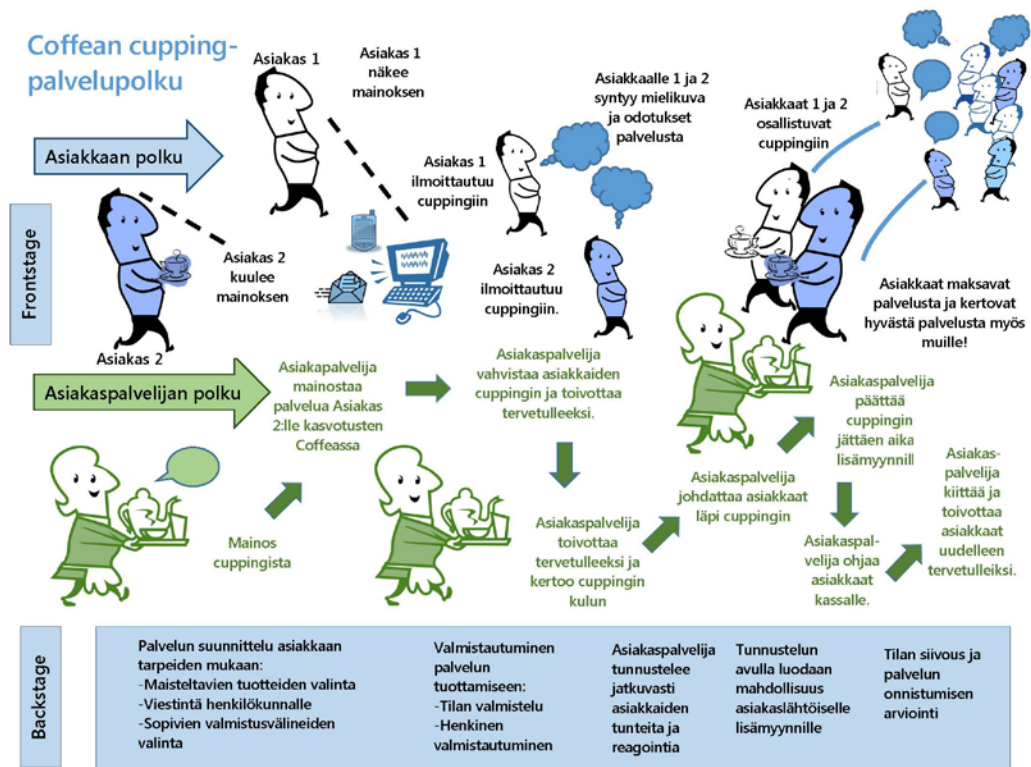 Coffean cupping-
palvelupolku
Asiakkaan polku
Asiakas 1
Asiakas 1
näkee
mainoksen
Asiakas 1
ilmoittautuu
cuppingiin
Asiakkaalle 1 ja 2
syntyy mielikuva
ja odotukset
palvelusta
Asiakkaat 1 ja 2
osallistuvat
cuppingiin
Frontstage
Asiakas 2
kuulee
mainoksen
Asiakas 2
ilmoittautuu
cuppingiin.
Asiakkaat maksavat
palvelusta ja kertovat
hyvästä palvelusta myös
muille!
Asiakas 2
Asiakaspalvelijan polku
Mainos
cuppingista
Asiakapalvelija
mainostaa
palvelua Asiakas
2:lle kasvotusten
Coffeassa
Asiakaspalvelija
vahvistaa asiakkaiden
cuppingin ja toivottaa
tervetulleeksi.
Asiakaspalvelija
toivottaa
tervetulleeksi ja
kertoo cuppingin
kulun
Asiakaspalvelija
johdattaa asiakkaat
läpi cuppingin
Asiakaspalvelija
päättää
cuppingin
jättäen aika
lisämyynnill
Asiakaspal-
velija ohjaa
asiakkaat
kassalle.
Asiakas-
palvelija
kiittää ja
toivottaa
asiakkaat
uudelleen
tervetulleiksi.
Backstage
Palvelun suunnittelu asiakkaan
tarpeiden mukaan:
-Maisteltavien tuotteiden valinta
-Viestintä henkilökunnalle
-Sopivien valmistusvälineiden
valinta
Valmistautuminen
palvelun
tuottamiseen:
-Tilan valmistelu
-Henkinen
valmistautuminen
Asiakaspalvelija
tunnustelee
jatkuvasti
asiakkaiden
tunteita ja
reagointia
Tunnustelun
avulla luodaan
mahdollisuus
asiakaslähtöiselle
lisämyynnille
Tilan siivous ja
palvelun
onnistumisen
arviointi